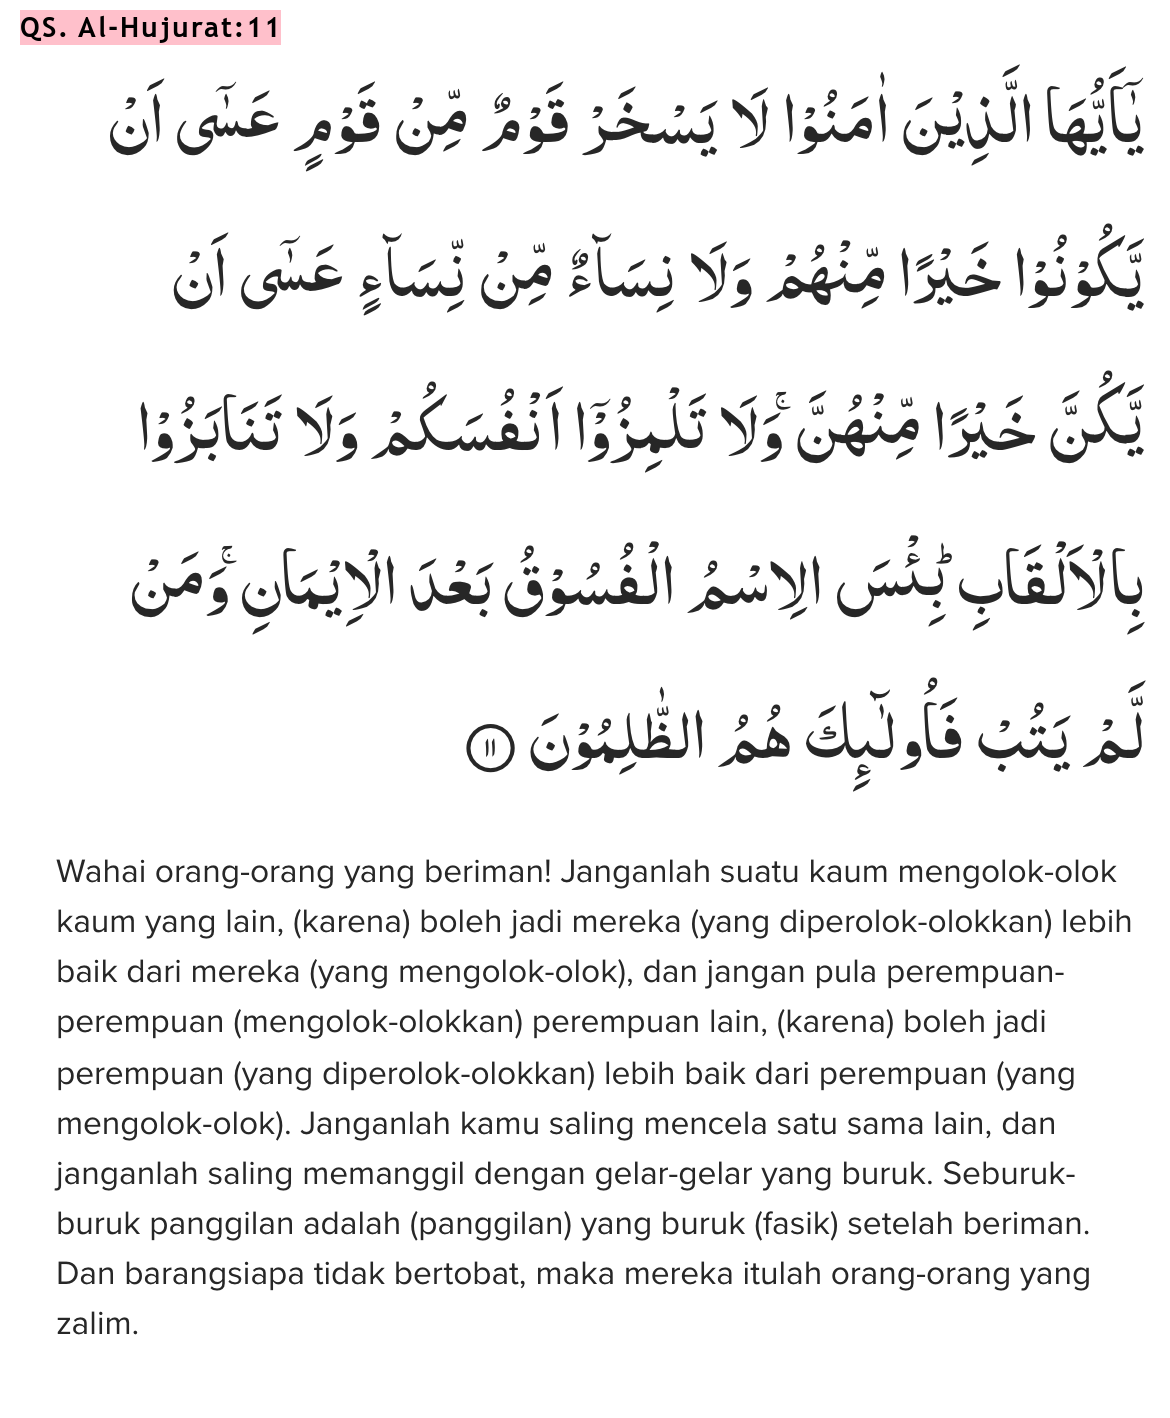 QS. Al-Hujurat:11
يٰٓاَيُّهَا الَّذِيْنَ اٰمَنُوْا لَا يَسْخَرْ قَوْمٌ مِّنْ قَوْمٍ عَسٰٓى اَنْ
يَّكُوْنُوْا خَيْرًا مِّنْهُمْ وَلَا نِسَاۤءٌ مِّنْ نِّسَاۤءٍ عَسٰٓى اَنْ
يَّكُنَّ خَيْرًا مِّنْهُنَّۚ وَلَا تَلْمِزُوْٓا اَنْفُسَكُمْ وَلَا تَنَابَزُوْا
بِالْاَلْقَابِۗ بِئْسَ الِاسْمُ الْفُسُوْقُ بَعْدَ الْاِيْمَانِۚ وَمَنْ
لَّمْ يَتُبْ فَاُولٰۤىِٕكَ هُمُ الظّٰلِمُوْنَ ١١
Wahai orang-orang yang beriman! Janganlah suatu kaum mengolok-olok
kaum yang lain, (karena) boleh jadi mereka (yang diperolok-olokkan) lebih
baik dari mereka (yang mengolok-olok), dan jangan pula perempuan-
perempuan (mengolok-olokkan) perempuan lain, (karena) boleh jadi
perempuan (yang diperolok-olokkan) lebih baik dari perempuan (yang
mengolok-olok). Janganlah kamu saling mencela satu sama lain, dan
janganlah saling memanggil dengan gelar-gelar yang buruk. Seburuk-
buruk panggilan adalah (panggilan) yang buruk (fasik) setelah beriman.
Dan barangsiapa tidak bertobat, maka mereka itulah orang-orang yang
zalim.